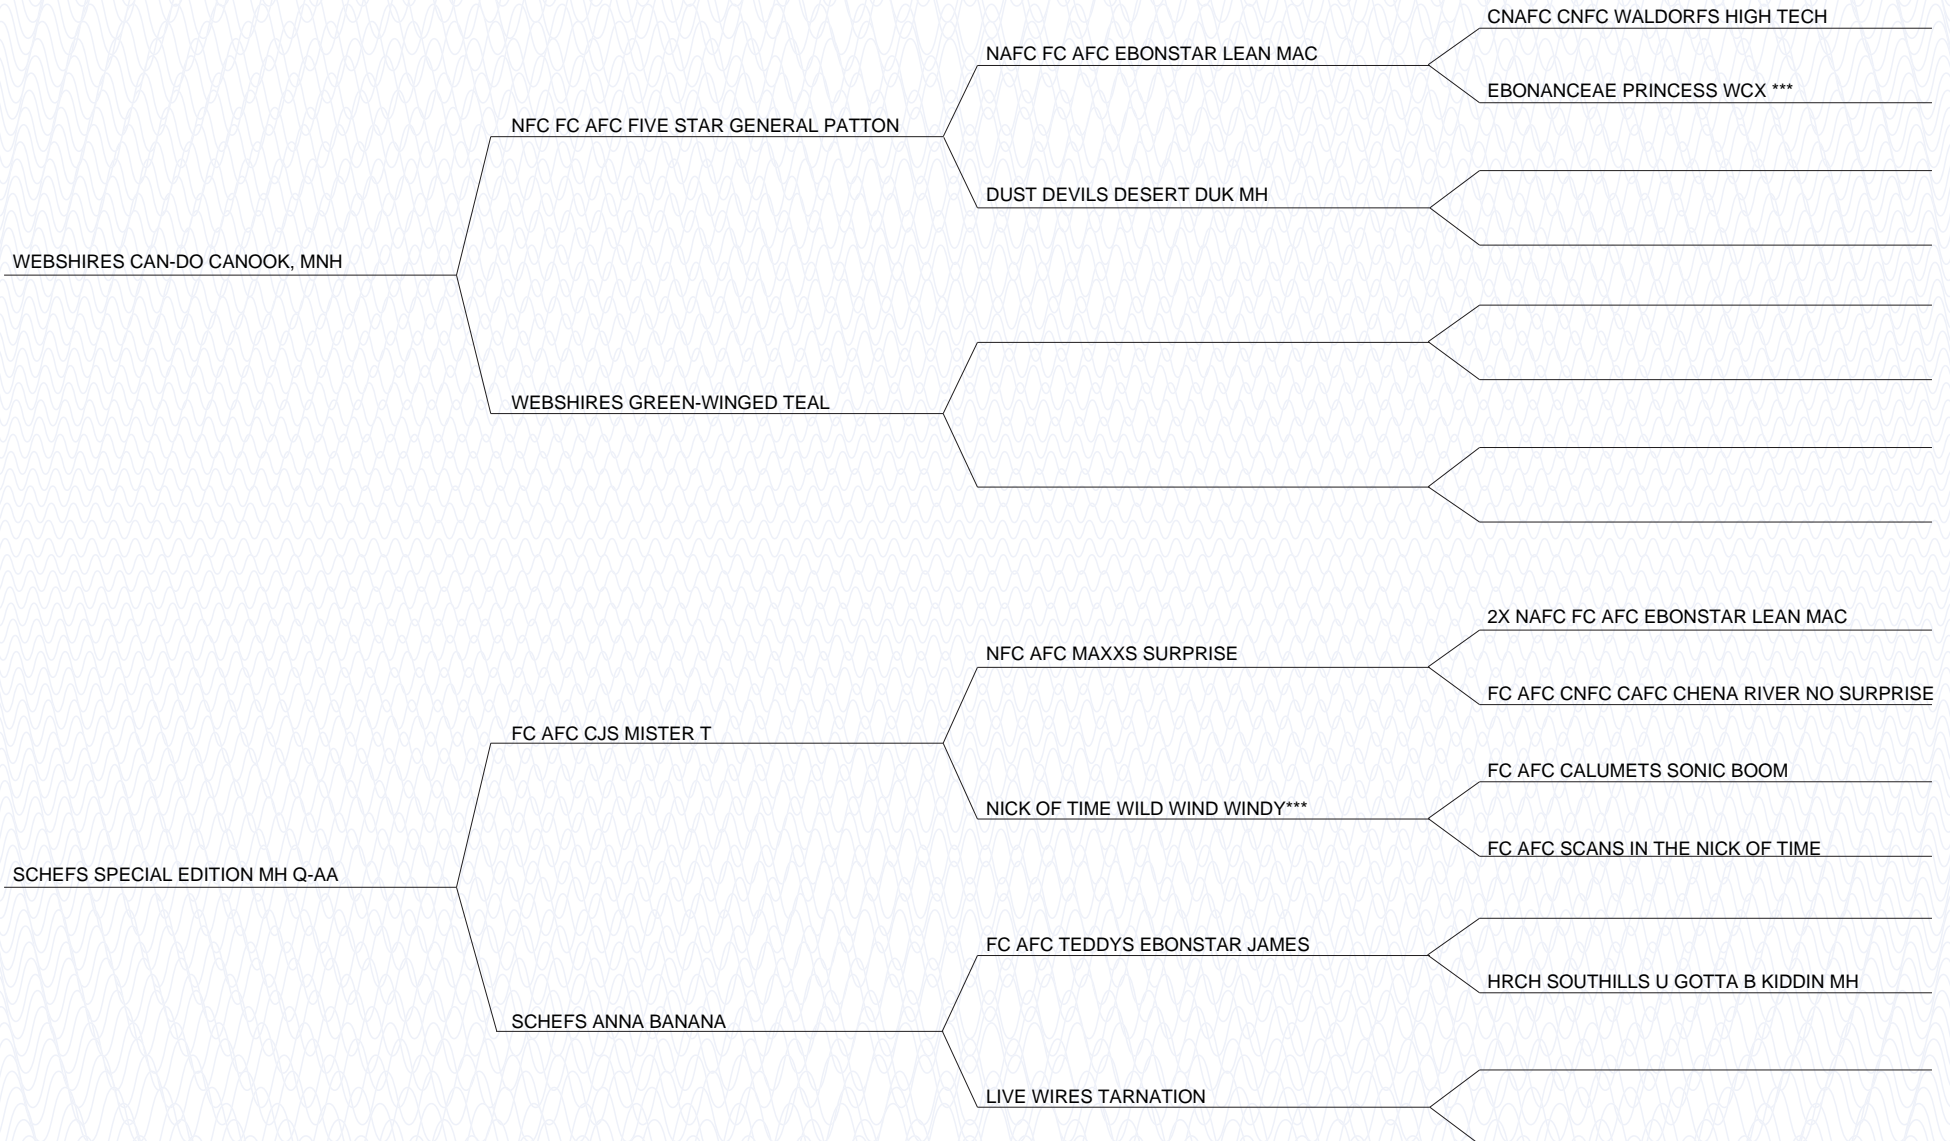 CNAFC CNFC WALDORFS HIGH TECH
NAFC FC AFC EBONSTAR LEAN MAC
EBONANCEAE PRINCESS WCX ***
NFC FC AFC FIVE STAR GENERAL PATTON
DUST DEVILS DESERT DUK MH
WEBSHIRES CAN-DO CANOOK, MNH
WEBSHIRES GREEN-WINGED TEAL
2X NAFC FC AFC EBONSTAR LEAN MAC
NFC AFC MAXXS SURPRISE
FC AFC CNFC CAFC CHENA RIVER NO SURPRISE
FC AFC CJS MISTER T
FC AFC CALUMETS SONIC BOOM
NICK OF TIME WILD WIND WINDY***
FC AFC SCANS IN THE NICK OF TIME
SCHEFS SPECIAL EDITION MH Q-AA
FC AFC TEDDYS EBONSTAR JAMES
HRCH SOUTHILLS U GOTTA B KIDDIN MH
SCHEFS ANNA BANANA
LIVE WIRES TARNATION